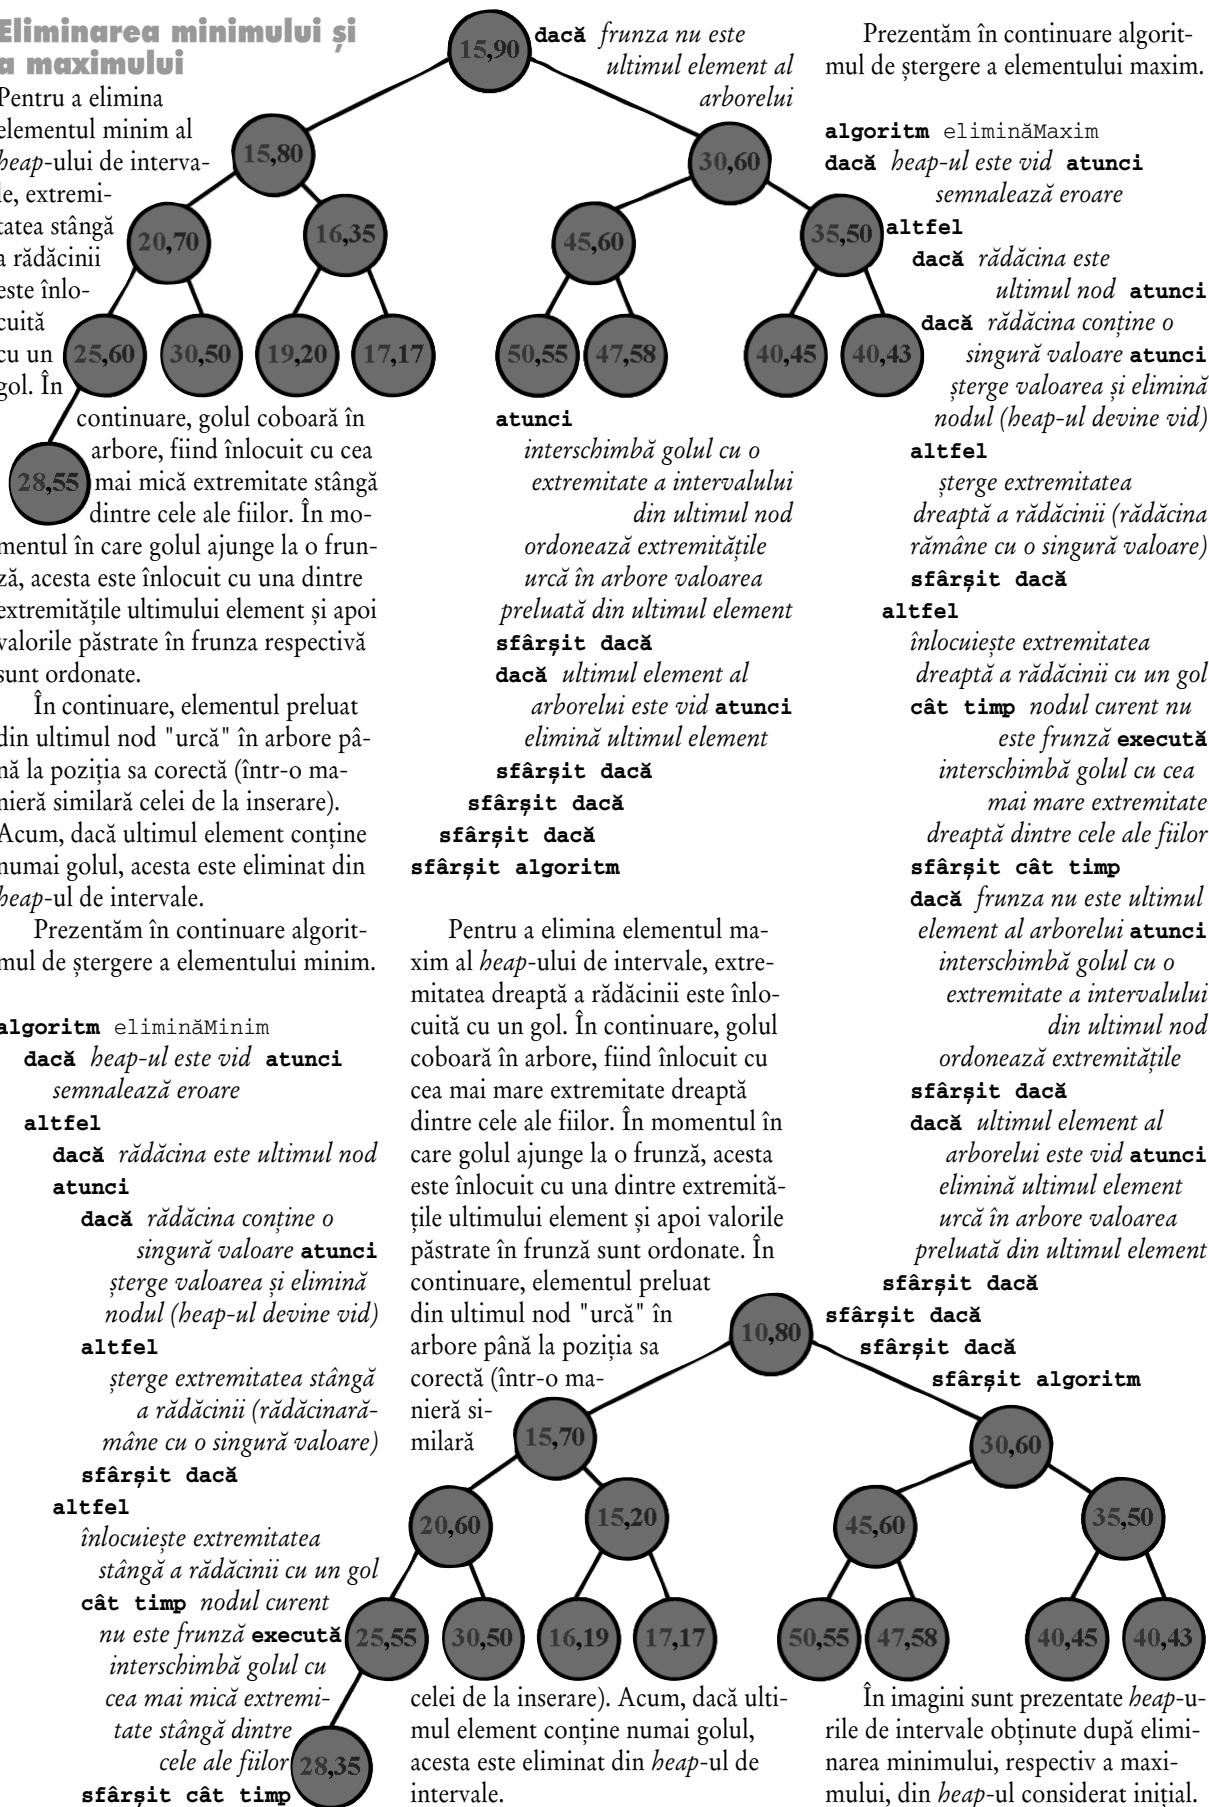 Eliminarea minimului și
a maximului
Pentru a elimina
elementul minim al
heap-ului de interva-
le, extremi-
tatea stângă
a rădăcinii
este înlo-
cuită
cu un
gol. În
continuare, golul coboară în
arbore, fiind înlocuit cu cea
mai mică extremitate stângă
dintre cele ale fiilor. În mo-
mentul în care golul ajunge la o frun-
ză, acesta este înlocuit cu una dintre
extremitățile ultimului element și apoi
valorile păstrate în frunza respectivă
sunt ordonate.
În continuare, elementul preluat
din ultimul nod "urcă" în arbore pâ-
nă la poziția sa corectă (într-o ma-
nieră similară celei de la inserare).
Acum, dacă ultimul element conține
numai golul, acesta este eliminat din
heap-ul de intervale.
Prezentăm în continuare algorit-
mul de ștergere a elementului minim.
algoritm eliminăMinim
dacă heap-ul este vid atunci
semnalează eroare
altfel
dacă rădăcina este ultimul nod
atunci
dacă rădăcina conține o
singură valoare atunci
șterge valoarea și elimină
nodul (heap-ul devine vid)
altfel
șterge extremitatea stângă
a rădăcinii (rădăcinară-
mâne cu o singură valoare)
sfârșit dacă
altfel
înlocuiește extremitatea
stângă a rădăcinii cu un gol
cât timp nodul curent
nu este frunză execută
interschimbă golul cu
cea mai mică extremi-
tate stângă dintre
cele ale fiilor
sfârșit cât timp
15,90
15,80
30,60
20,70
16,35
45,60
35,50
25,60
30,50
19,20
17,17
50,55
47,58
40,45
40,43
28,55
dacă frunza nu este
ultimul element al
arborelui
atunci
interschimbă golul cu o
extremitate a intervalului
din ultimul nod
ordonează extremitățile
urcă în arbore valoarea
preluată din ultimul element
sfârșit dacă
dacă ultimul element al
arborelui este vid atunci
elimină ultimul element
sfârșit dacă
sfârșit dacă
sfârșit dacă
sfârșit algoritm
Pentru a elimina elementul ma-
xim al heap-ului de intervale, extre-
mitatea dreaptă a rădăcinii este înlo-
cuită cu un gol. În continuare, golul
coboară în arbore, fiind înlocuit cu
cea mai mare extremitate dreaptă
dintre cele ale fiilor. În momentul în
care golul ajunge la o frunză, acesta
este înlocuit cu una dintre extremită-
țile ultimului element și apoi valorile
păstrate în frunză sunt ordonate. În
continuare, elementul preluat
din ultimul nod "urcă" în
arbore până la poziția sa
corectă (într-o ma-
nieră si-
milară
celei de la inserare). Acum, dacă ulti-
mul element conține numai golul,
acesta este eliminat din heap-ul de
intervale.
Prezentăm în continuare algorit-
mul de ștergere a elementului maxim.
algoritm eliminăMaxim
dacă heap-ul este vid atunci
semnalează eroare
altfel
dacă rădăcina este
ultimul nod atunci
dacă rădăcina conține o
singură valoare atunci
șterge valoarea și elimină
nodul (heap-ul devine vid)
altfel
șterge extremitatea
dreaptă a rădăcinii (rădăcina
rămâne cu o singură valoare)
sfârșit dacă
altfel
înlocuiește extremitatea
dreaptă a rădăcinii cu un gol
cât timp nodul curent nu
este frunză execută
interschimbă golul cu cea
mai mare extremitate
dreaptă dintre cele ale fiilor
sfârșit cât timp
dacă frunza nu este ultimul
element al arborelui atunci
interschimbă golul cu o
extremitate a intervalului
din ultimul nod
ordonează extremitățile
sfârșit dacă
dacă ultimul element al
arborelui este vid atunci
elimină ultimul element
urcă în arbore valoarea
preluată din ultimul element
sfârșit dacă
sfârșit dacă
sfârșit dacă
sfârșit algoritm
10,80
15,70
30,60
20,60
15,20
45,60
35,50
25,55
30,50
16,19
17,17
50,55
47,58
40,45
40,43
28,35
În imagini sunt prezentate heap-u-
rile de intervale obținute după elimi-
narea minimului, respectiv a maxi-
mului, din heap-ul considerat inițial.